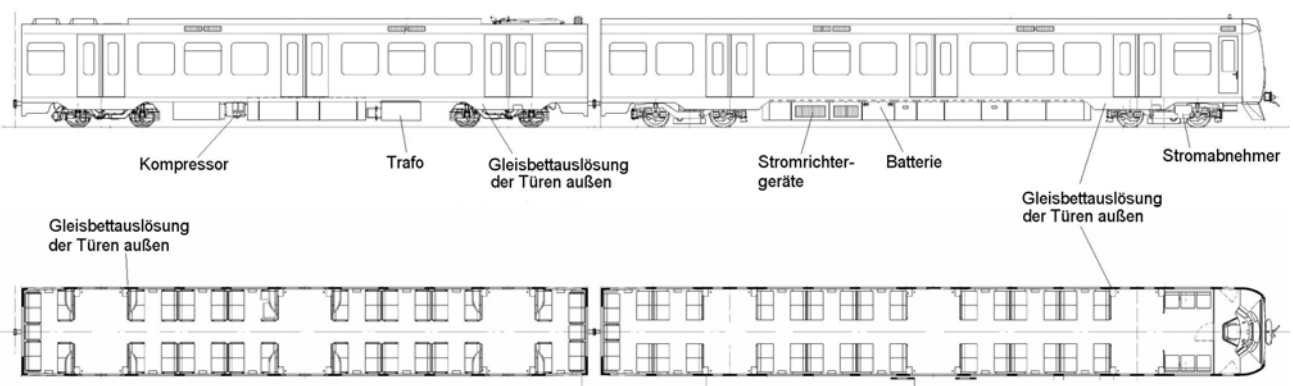 Kompressor
Trafo
Gleisbettauslösung
der Türen außen
Stromrichter-
geräte
Batterie
Stromabnehmer
Gleisbettauslösung
der Türen außen
Gleisbettauslösung
der Türen außen